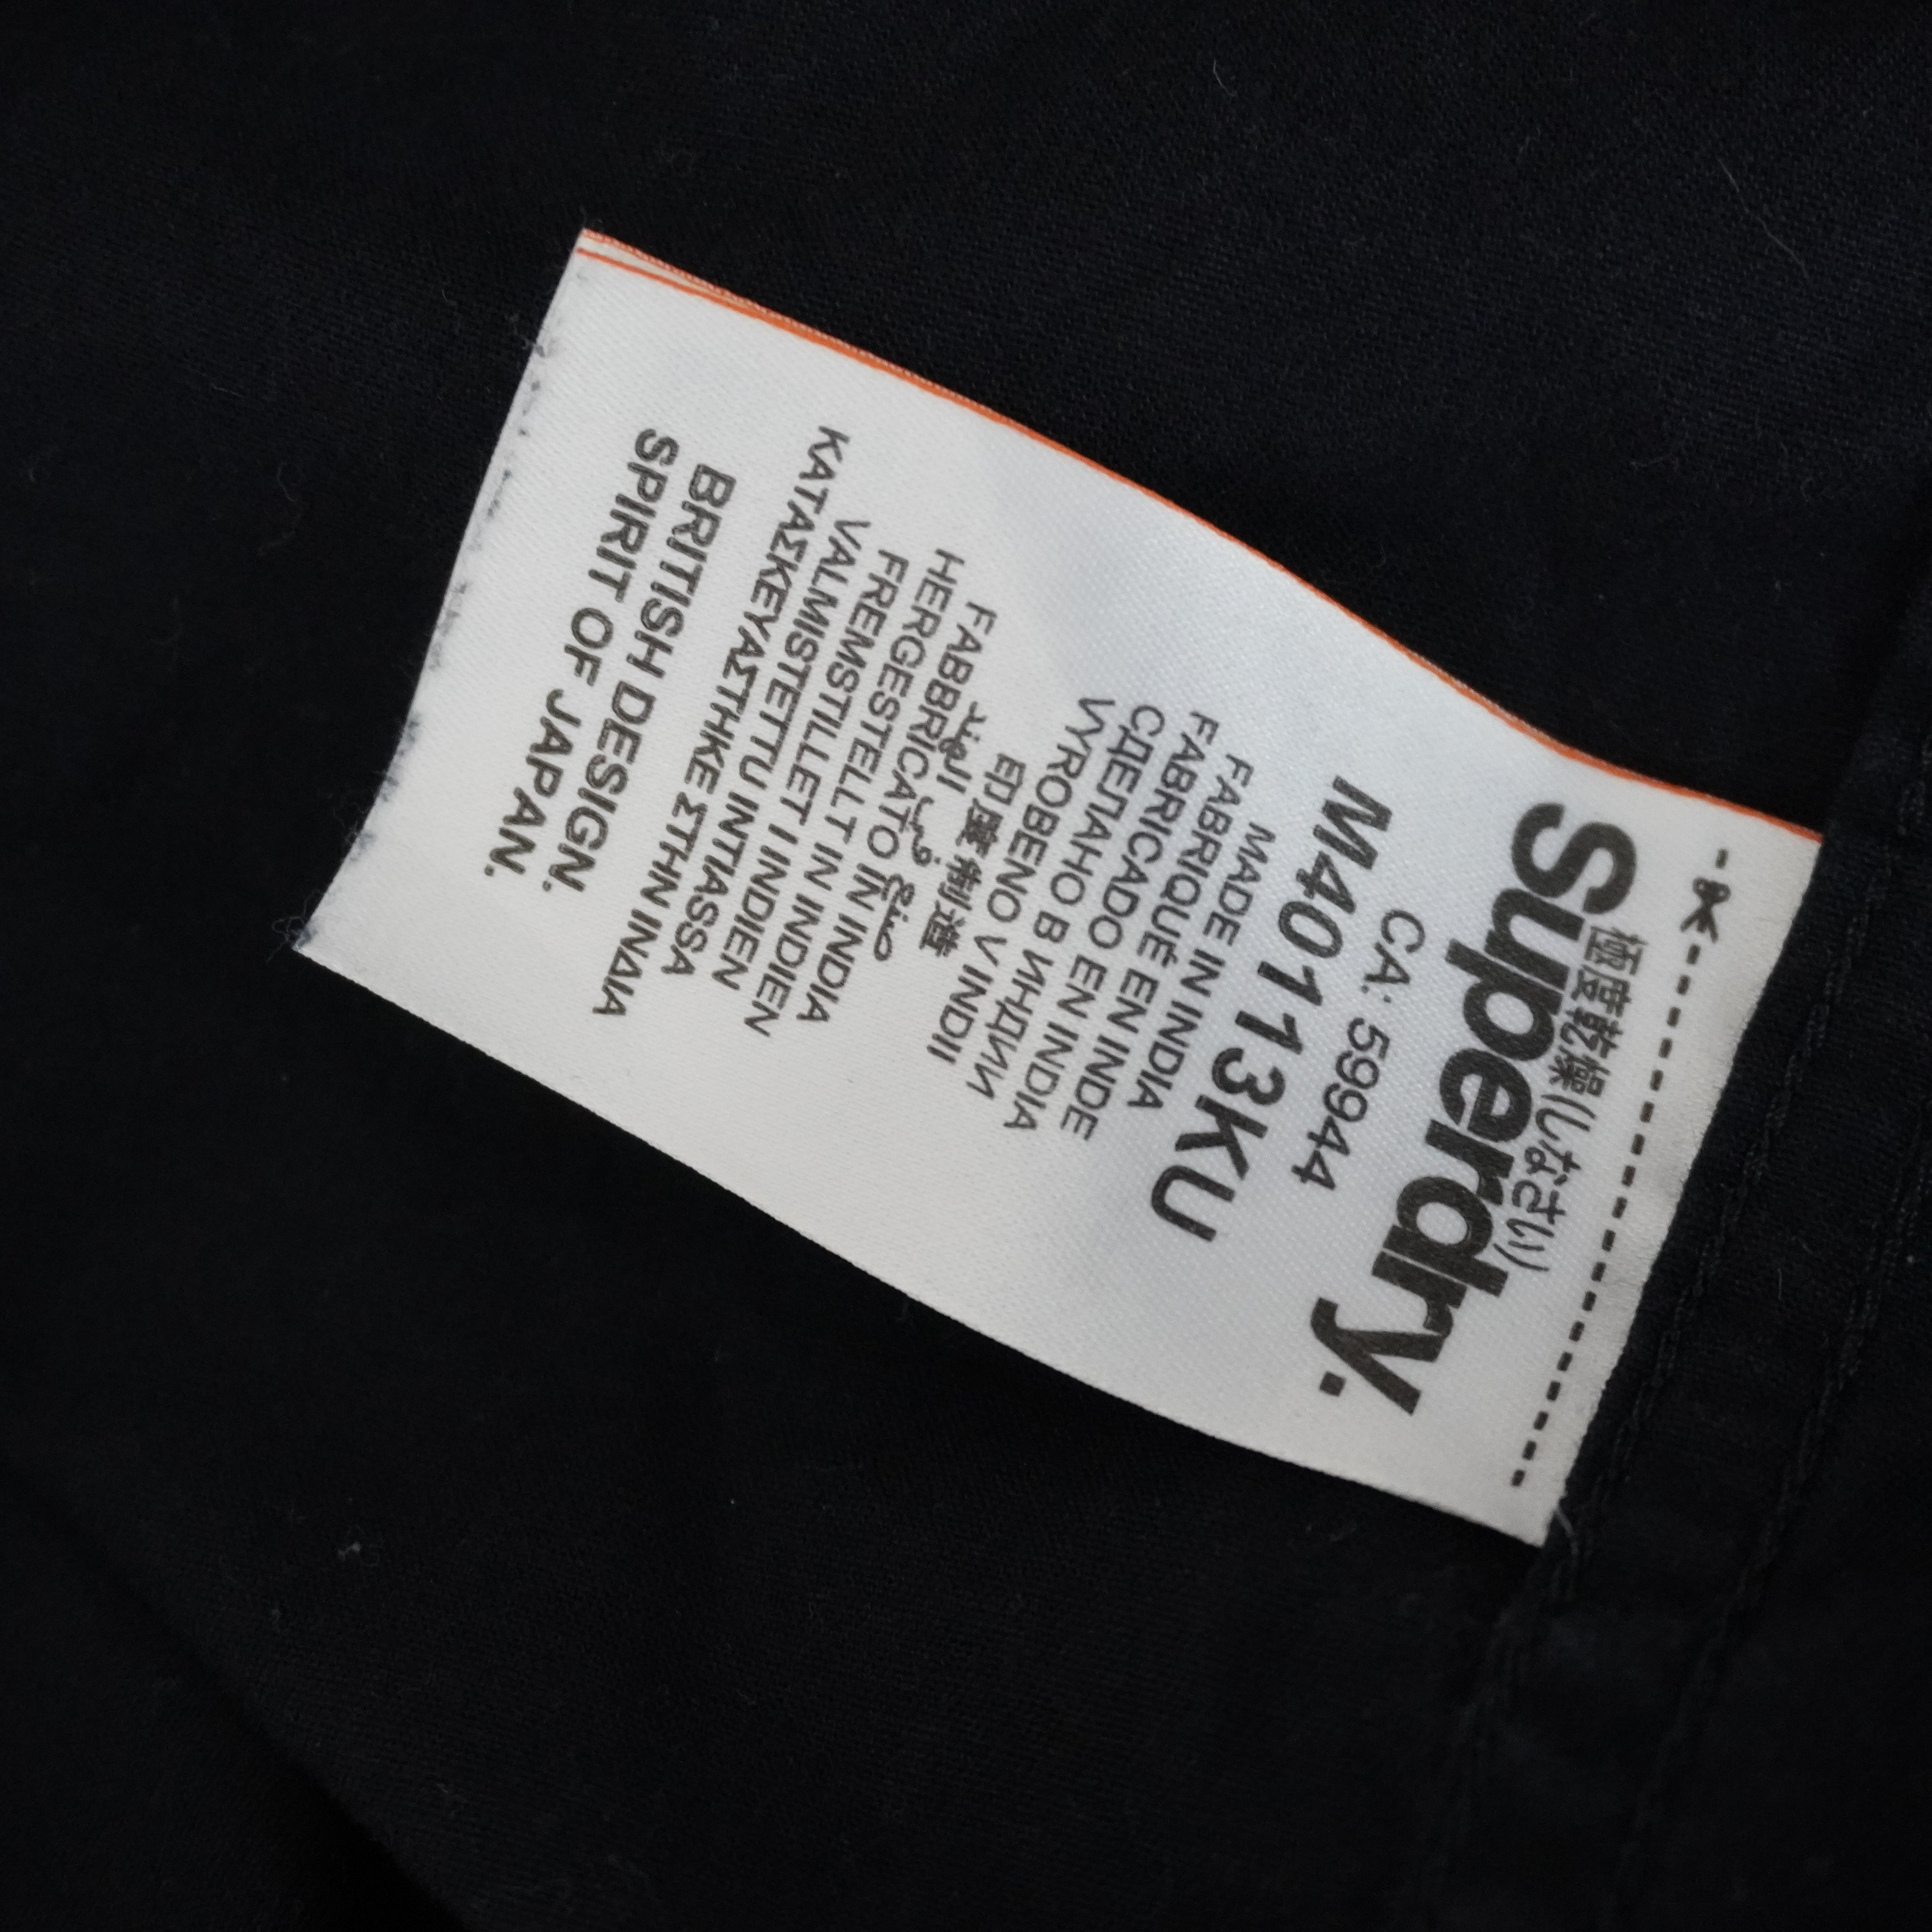 極度乾燥(しなさい)
Superdry.
CA: 59944
M40113KU
MADE IN INDIA
FABRIQUÉ EN INDE
FABRICADO EN INDIA
СДЕЛАНО В ИНДИИ
VYROBENO V INDII
印度制造
صنع في الهند
FABBRICATO IN INDIA
HERGESTELLT IN INDIEN
FREMSTILLET I INDIEN
VALMISTETTU INTIASSA
ΚΑΤΑΣΚΕΥΑΣΤΗΚΕ ΣΤΗΝ ΙΝΔΙΑ
BRITISH DESIGN.
SPIRIT OF JAPAN.